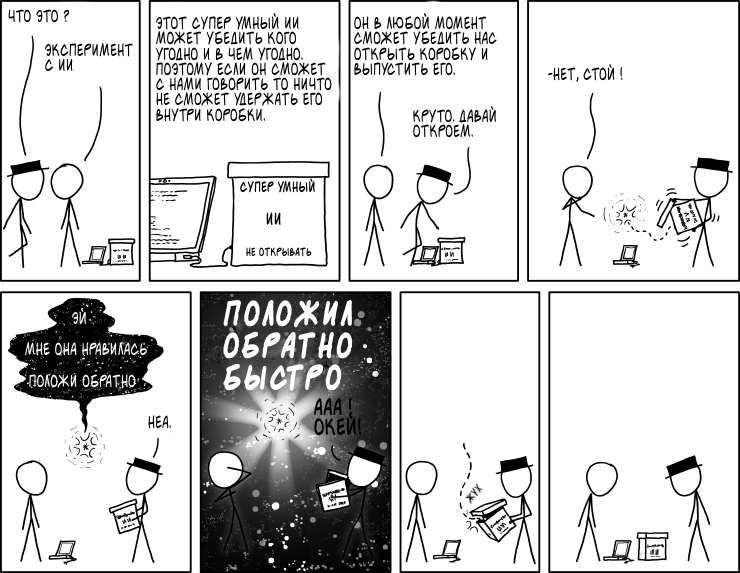 ЧТО ЭТО ?
ЭКСПЕРИМЕНТ
С ИИ
ЭТОТ СУПЕР УМНЫЙ ИИ
МОЖЕТ УБЕДИТЬ КОГО
УГОДНО И В ЧЕМ УГОДНО.
ПОЭТОМУ ЕСЛИ ОН СМОЖЕТ
С НАМИ ГОВОРИТЬ ТО НИЧТО
НЕ СМОЖЕТ УДЕРЖАТЬ ЕГО
ВНУТРИ КОРОБКИ.
СУПЕР УМНЫЙ
ИИ
НЕ ОТКРЫВАТЬ
ОН В ЛЮБОЙ МОМЕНТ
СМОЖЕТ УБЕДИТЬ НАС
ОТКРЫТЬ КОРОБКУ И
ВЫПУСТИТЬ ЕГО.
КРУТО. ДАВАЙ
ОТКРОЕМ.
-НЕТ, СТОЙ !
ЭЙ
МНЕ ОНА НРАВИЛАСЬ
ПОЛОЖИ ОБРАТНО
НЕА.
ПОЛОЖИЛ
ОБРАТНО
БЫСТРО
ААА !
ОКЕЙ!
ЖУХ